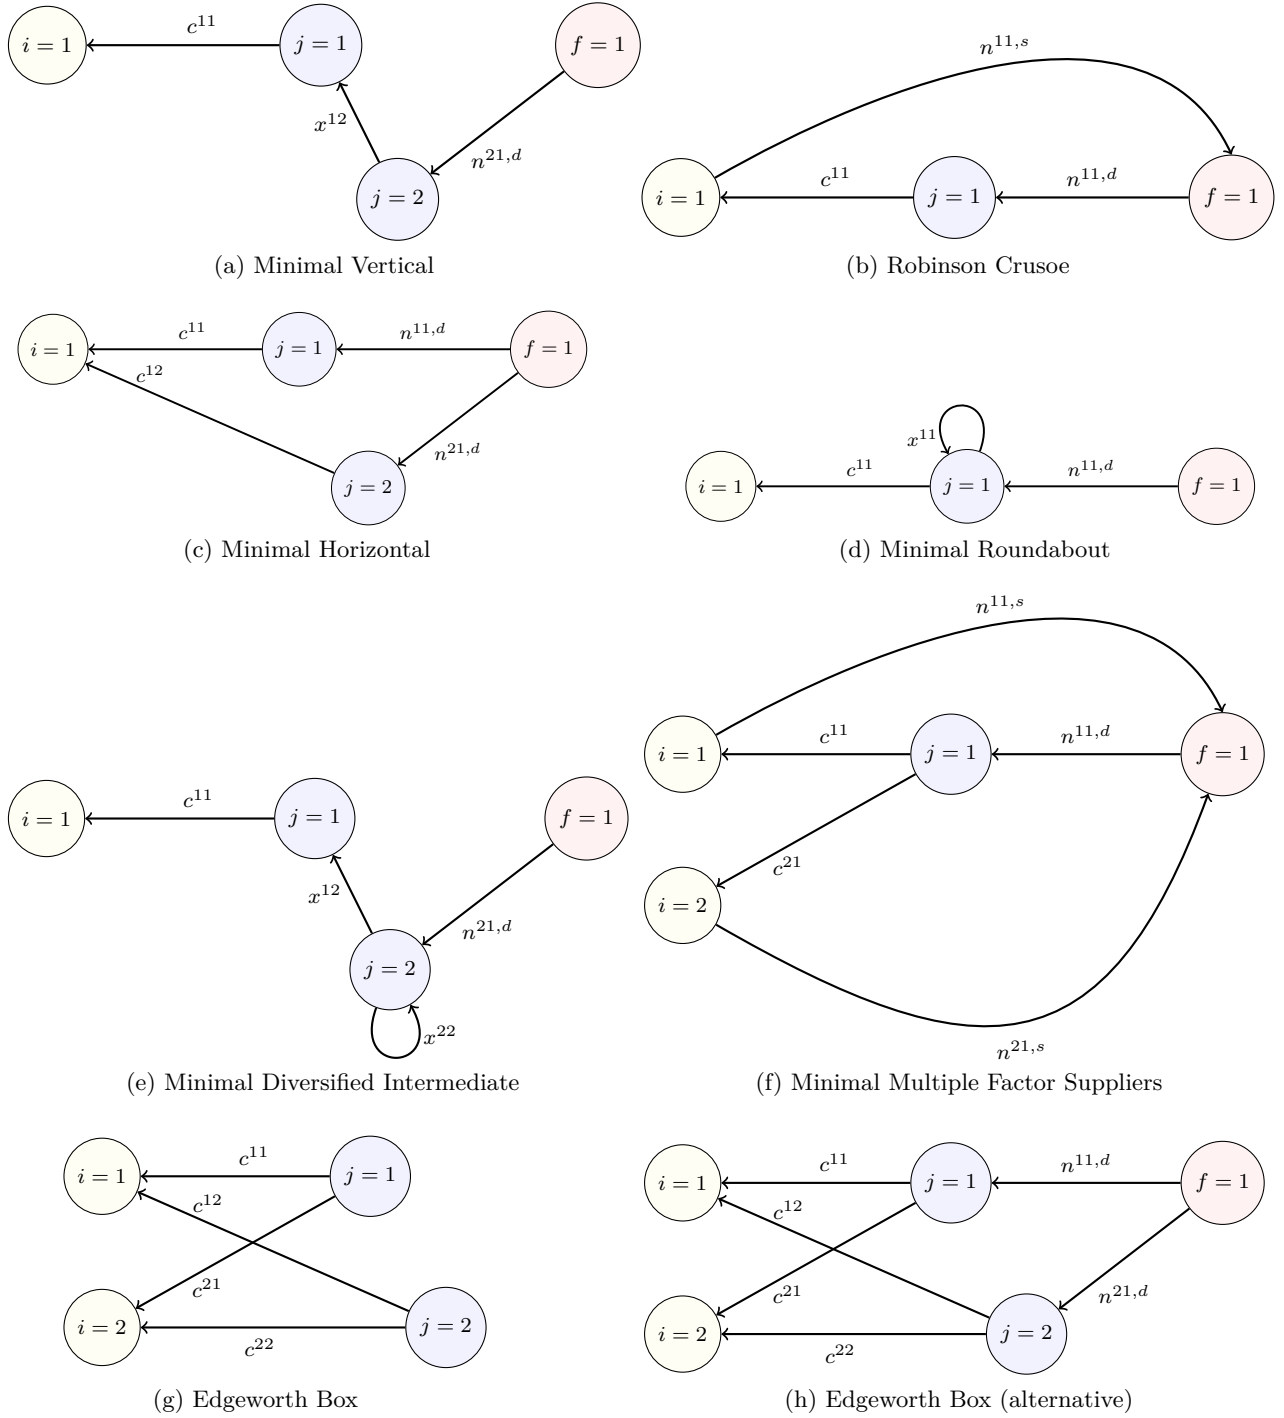 c^{11}
i = 1
j = 1
f = 1
x^{12}
n^{21,d}
j = 2
(a) Minimal Vertical
n^{11,s}
c^{11}
n^{11,d}
i = 1
j = 1
f = 1
(b) Robinson Crusoe
c^{11}
n^{11,d}
i = 1
j = 1
f = 1
c^{12}
n^{21,d}
j = 2
(c) Minimal Horizontal
x^{11}
c^{11}
n^{11,d}
i = 1
j = 1
f = 1
(d) Minimal Roundabout
c^{11}
i = 1
j = 1
f = 1
x^{12}
n^{21,d}
j = 2
x^{22}
(e) Minimal Diversified Intermediate
n^{11,s}
c^{11}
n^{11,d}
i = 1
j = 1
f = 1
c^{21}
i = 2
n^{21,s}
(f) Minimal Multiple Factor Suppliers
c^{11}
i = 1
j = 1
c^{12}
c^{21}
i = 2
j = 2
c^{22}
(g) Edgeworth Box
c^{11}
n^{11,d}
i = 1
j = 1
f = 1
c^{12}
c^{21}
n^{21,d}
i = 2
j = 2
c^{22}
(h) Edgeworth Box (alternative)